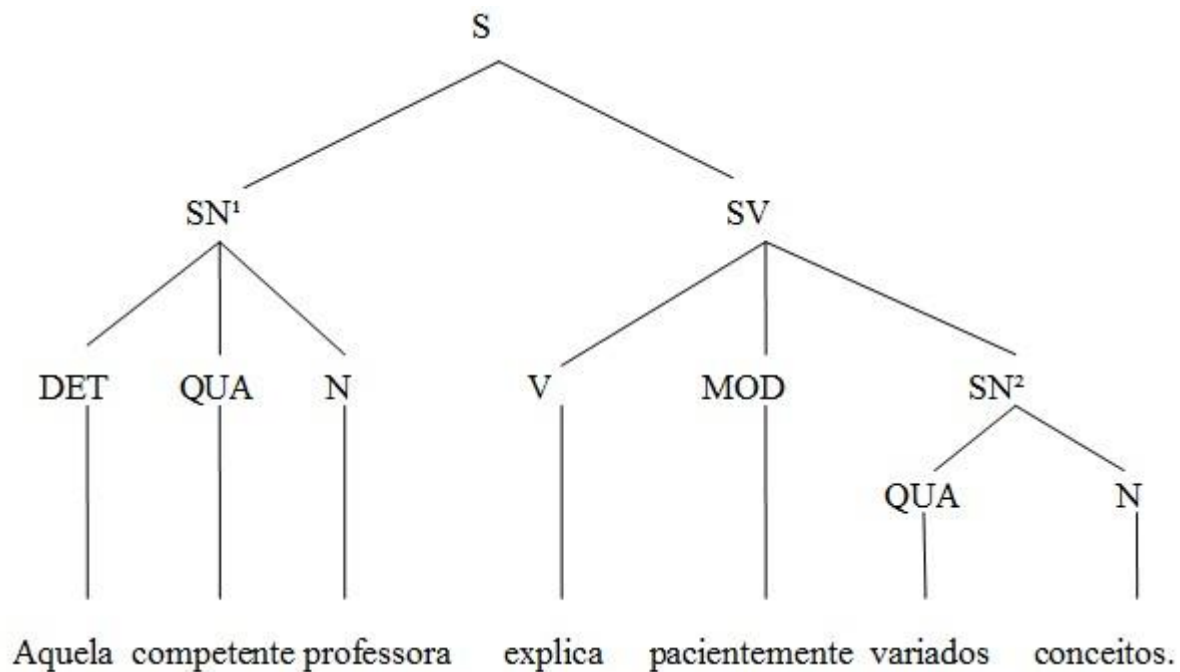 S
SN¹ SV
DET QUA N V MOD SN²
QUA N
Aquela competente professora explica pacientemente variados conceitos.